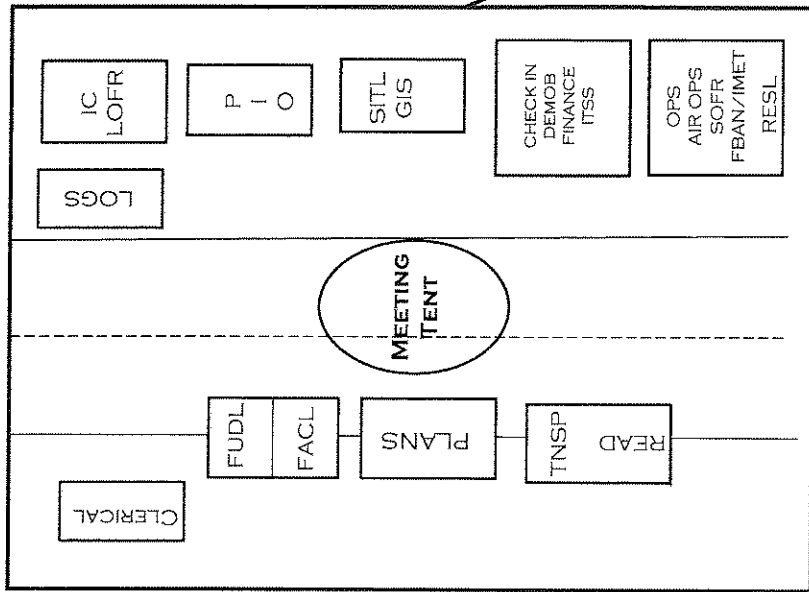 IC
LOFR
P
I
O
SITL
GIS
CHECK IN
DEMOB
FINANCE
ITSS
OPS
AIR OPS
SOFR
FBAN/IMET
RESL
LOGS
MEETING
TENT
FUDL
FACL
PLANS
TNSP
READ
CLERICAL